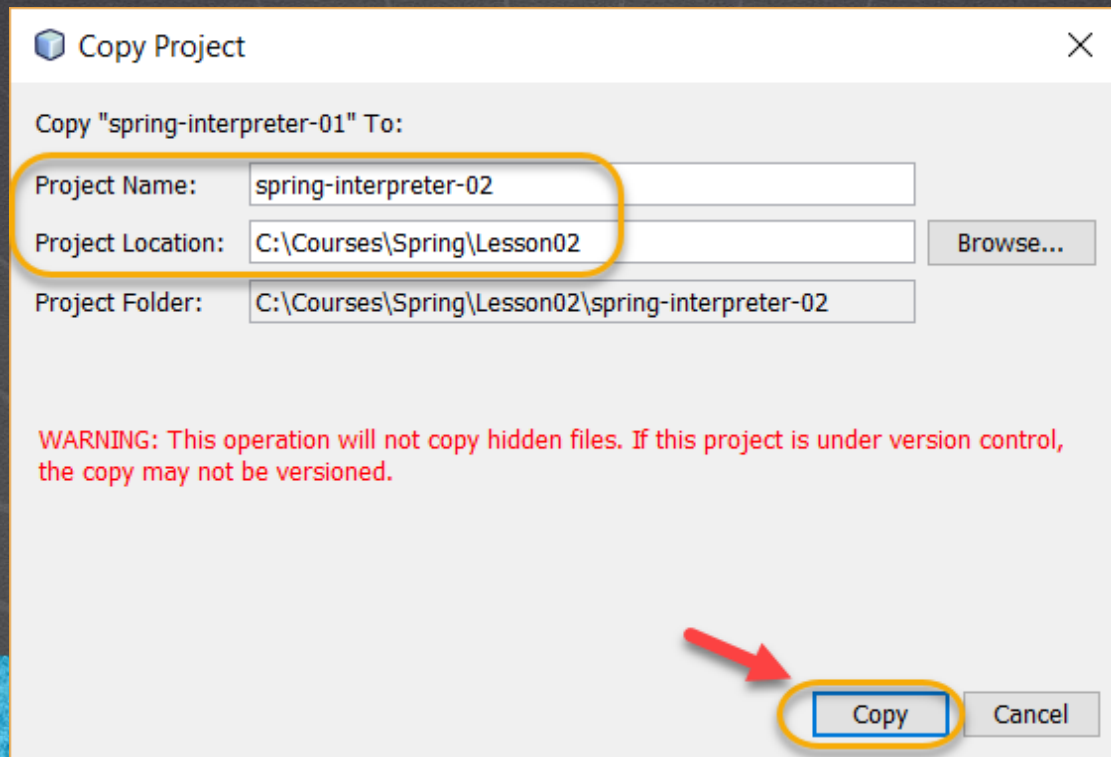 Copy Project
Copy "spring-interpreter-01" To:
Project Name: spring-interpreter-02
Project Location: C:\Courses\Spring\Lesson02 Browse...
Project Folder: C:\Courses\Spring\Lesson02\spring-interpreter-02
WARNING: This operation will not copy hidden files. If this project is under version control,
the copy may not be versioned.
Copy Cancel